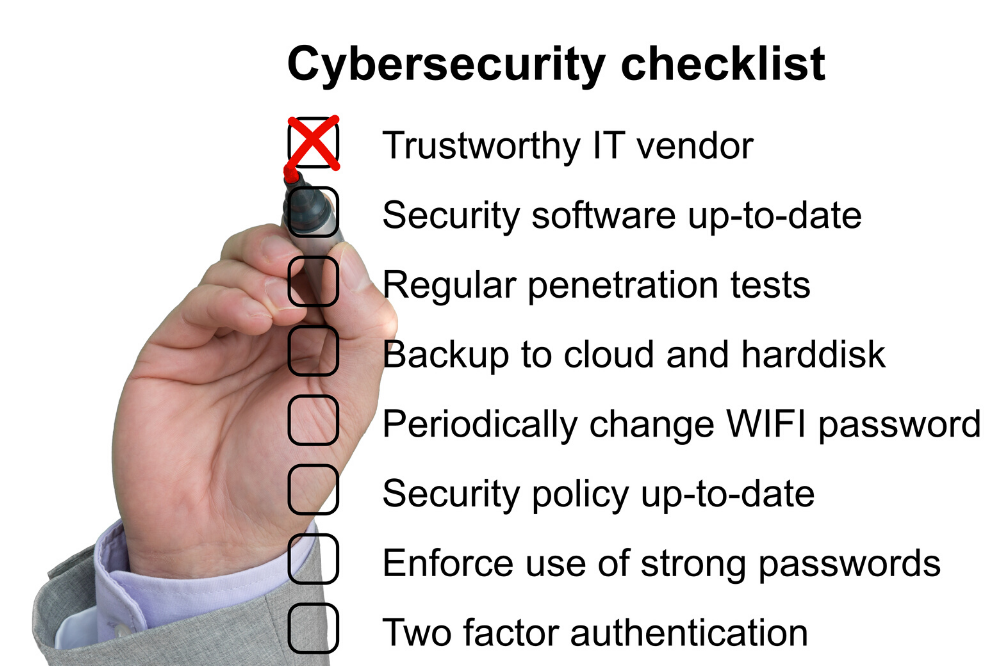 Cybersecurity checklist
Trustworthy IT vendor
Security software up-to-date
Regular penetration tests
Backup to cloud and harddisk
Periodically change WIFI password
Security policy up-to-date
Enforce use of strong passwords
Two factor authentication